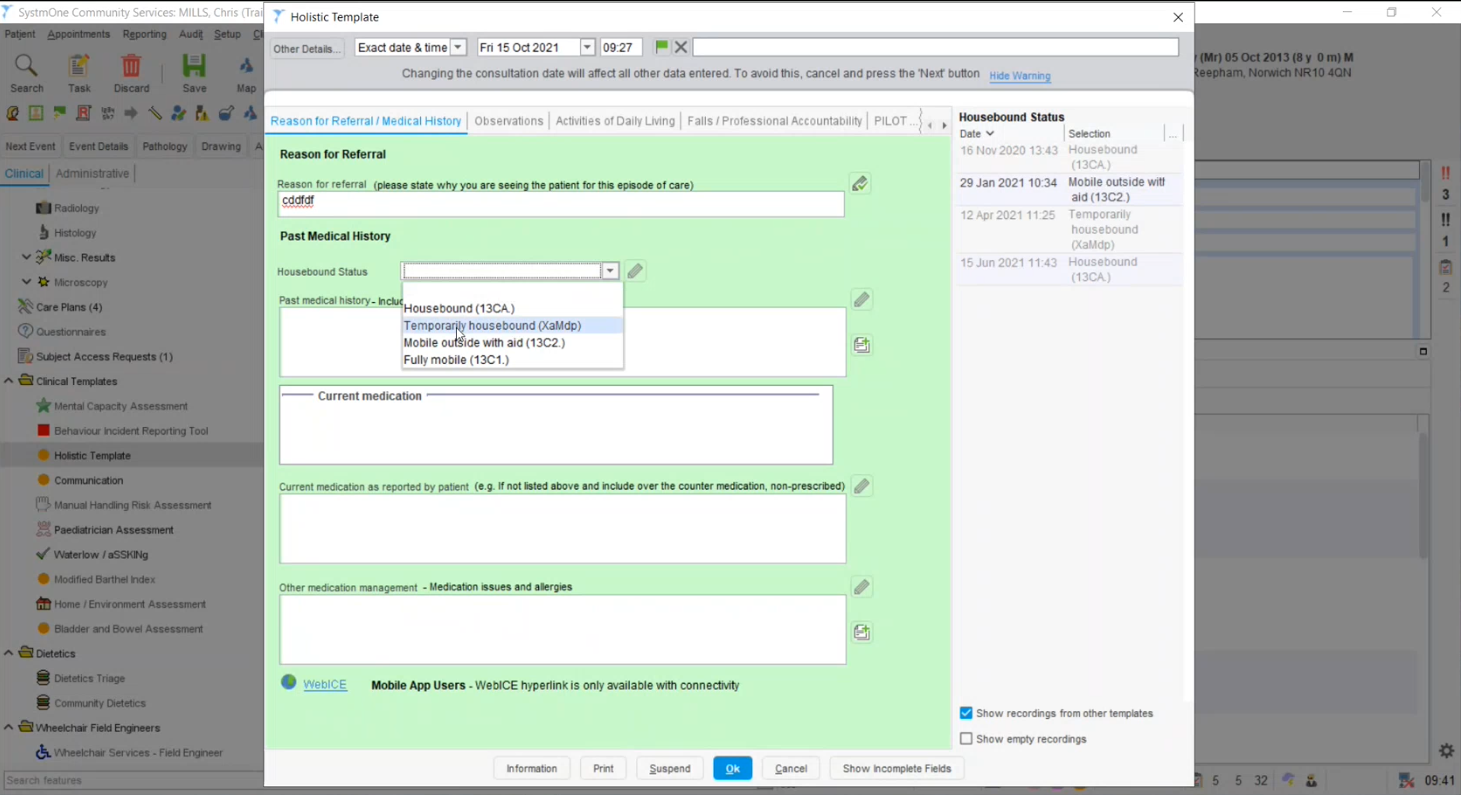 SystmOne Community Services: MILLS, Chris (Trai
Holistic Template
Patient Appointments Reporting Audit Setup
Search Task Discard Save Map
Next Event Event Details Pathology Drawing
Clinical Administrative
Radiology
Histology
Misc. Results
Microscopy
Care Plans (4)
Questionnaires
Subject Access Requests (1)
Clinical Templates
Mental Capacity Assessment
Behaviour Incident Reporting Tool
Holistic Template
Communication
Manual Handling Risk Assessment
Paediatrician Assessment
Waterlow / aSSKINg
Modified Barthel Index
Home / Environment Assessment
Bladder and Bowel Assessment
Dietetics
Dietetics Triage
Community Dietetics
Wheelchair Field Engineers
Wheelchair Services - Field Engineer
Search features
Other Details... Exact date & time Fri 15 Oct 2021 09:27
Changing the consultation date will affect all other data entered. To avoid this, cancel and press the 'Next' button Hide Warning
Reason for Referral / Medical History Observations Activities of Daily Living Falls / Professional Accountability PILOT ...
Reason for Referral
Reason for referral (please state why you are seeing the patient for this episode of care)
cddfdf
Past Medical History
Housebound Status
Past medical history - Includ
Housebound (13CA.)
Temporarily housebound (XaMdp)
Mobile outside with aid (13C2.)
Fully mobile (13C1.)
Current medication
Current medication as reported by patient (e.g. if not listed above and include over the counter medication, non-prescribed)
Other medication management - Medication issues and allergies
WebICE Mobile App Users - WebICE hyperlink is only available with connectivity
Information Print Suspend Ok Cancel Show Incomplete Fields
Housebound Status
Date Selection ...
16 Nov 2020 13:43 Housebound
(13CA.)
29 Jan 2021 10:34 Mobile outside with
aid (13C2.)
12 Apr 2021 11:25 Temporarily
housebound
(XaMdp)
15 Jun 2021 11:43 Housebound
(13CA.)
Show recordings from other templates
Show empty recordings
(Mr) 05 Oct 2013 (8 y 0 m) M
Reepham, Norwich NR10 4QN
!!
3
!!
1
2
5 5 32 09:41